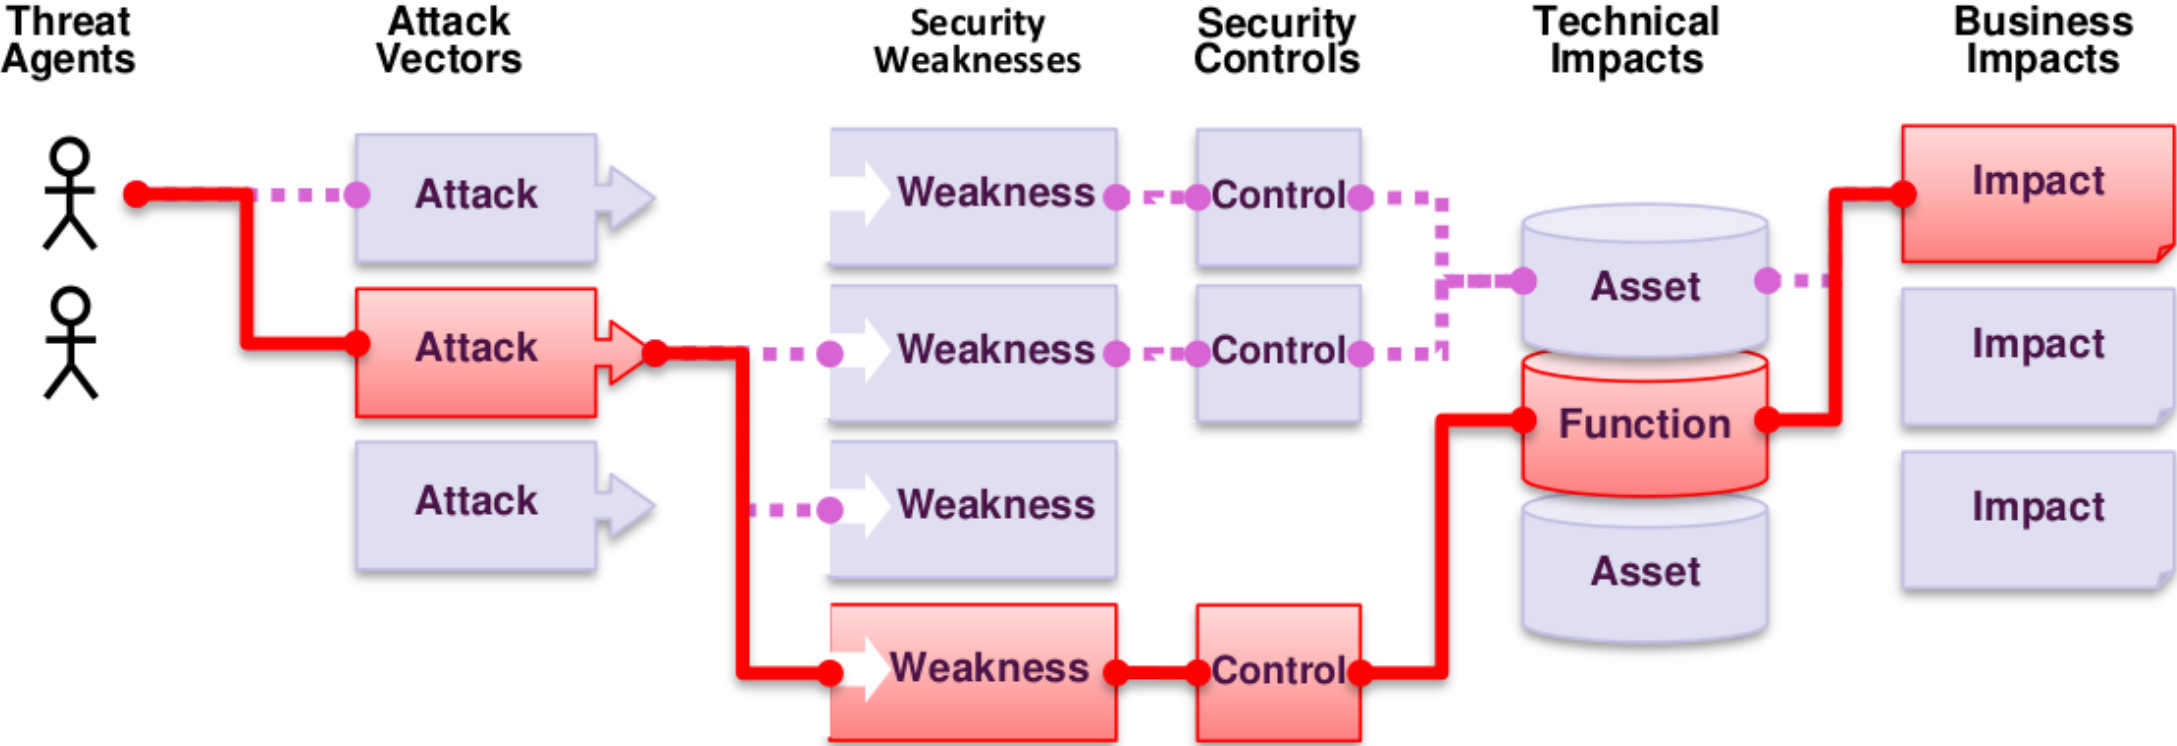 Threat
Agents
Attack
Vectors
Security
Weaknesses
Security
Controls
Technical
Impacts
Business
Impacts
Attack
Attack
Attack
Weakness
Weakness
Weakness
Weakness
Control
Control
Control
Asset
Function
Asset
Impact
Impact
Impact